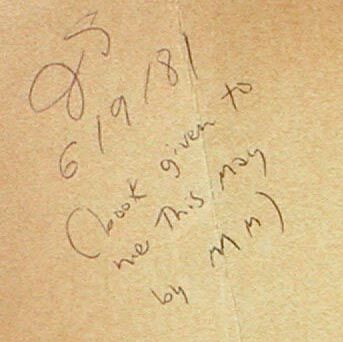 6/9/81
(book given to
me this may
by MM)